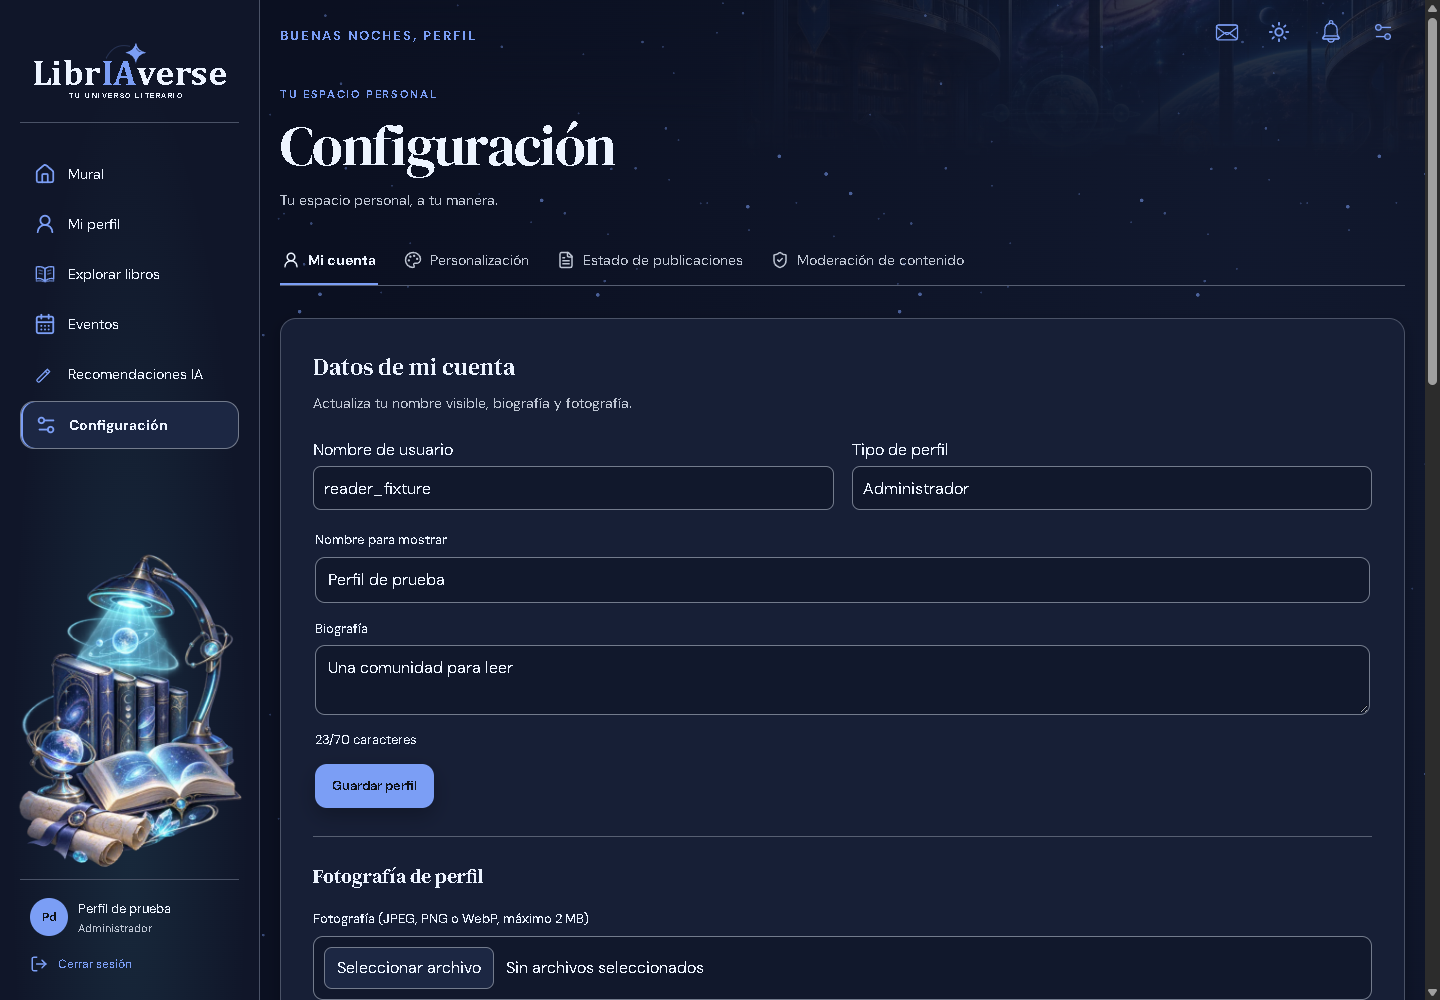 LibrIAverse
TU UNIVERSO LITERARIO
Mural
Mi perfil
Explorar libros
Eventos
Recomendaciones IA
Configuración
Pd
Perfil de prueba
Administrador
Cerrar sesión
BUENAS NOCHES, PERFIL
TU ESPACIO PERSONAL
Configuración
Tu espacio personal, a tu manera.
Mi cuenta Personalización Estado de publicaciones Moderación de contenido
Datos de mi cuenta
Actualiza tu nombre visible, biografía y fotografía.
Nombre de usuario Tipo de perfil
reader_fixture Administrador
Nombre para mostrar
Perfil de prueba
Biografía
Una comunidad para leer
23/70 caracteres
Guardar perfil
Fotografía de perfil
Fotografía (JPEG, PNG o WebP, máximo 2 MB)
Seleccionar archivo Sin archivos seleccionados